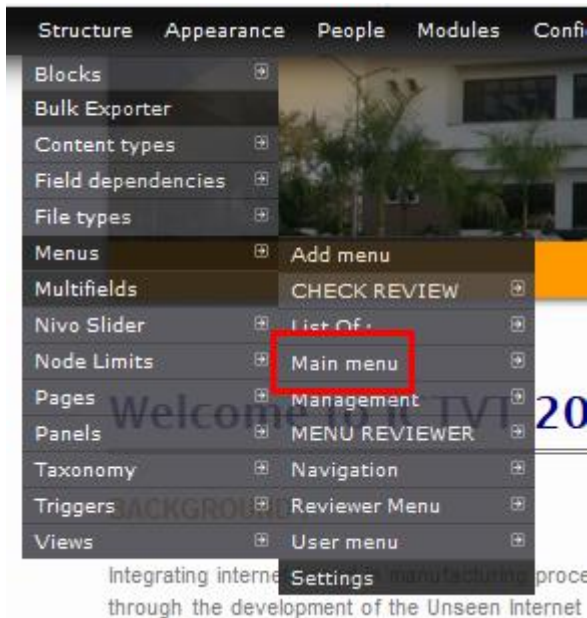 Structure Appearance People Modules Confi
Blocks
Bulk Exporter
Content types
Field dependencies
File types
Menus
Multifields
Nivo Slider
Node Limits
Pages
Panels
Taxonomy
Triggers
Views
Add menu
CHECK REVIEW
List Of :
Main menu
Management
MENU REVIEWER
Navigation
Reviewer Menu
User menu
Settings
Welcome to ICTVT 20
BACKGROUND
Integrating interne manufacturing proce
through the development of the Unseen Internet